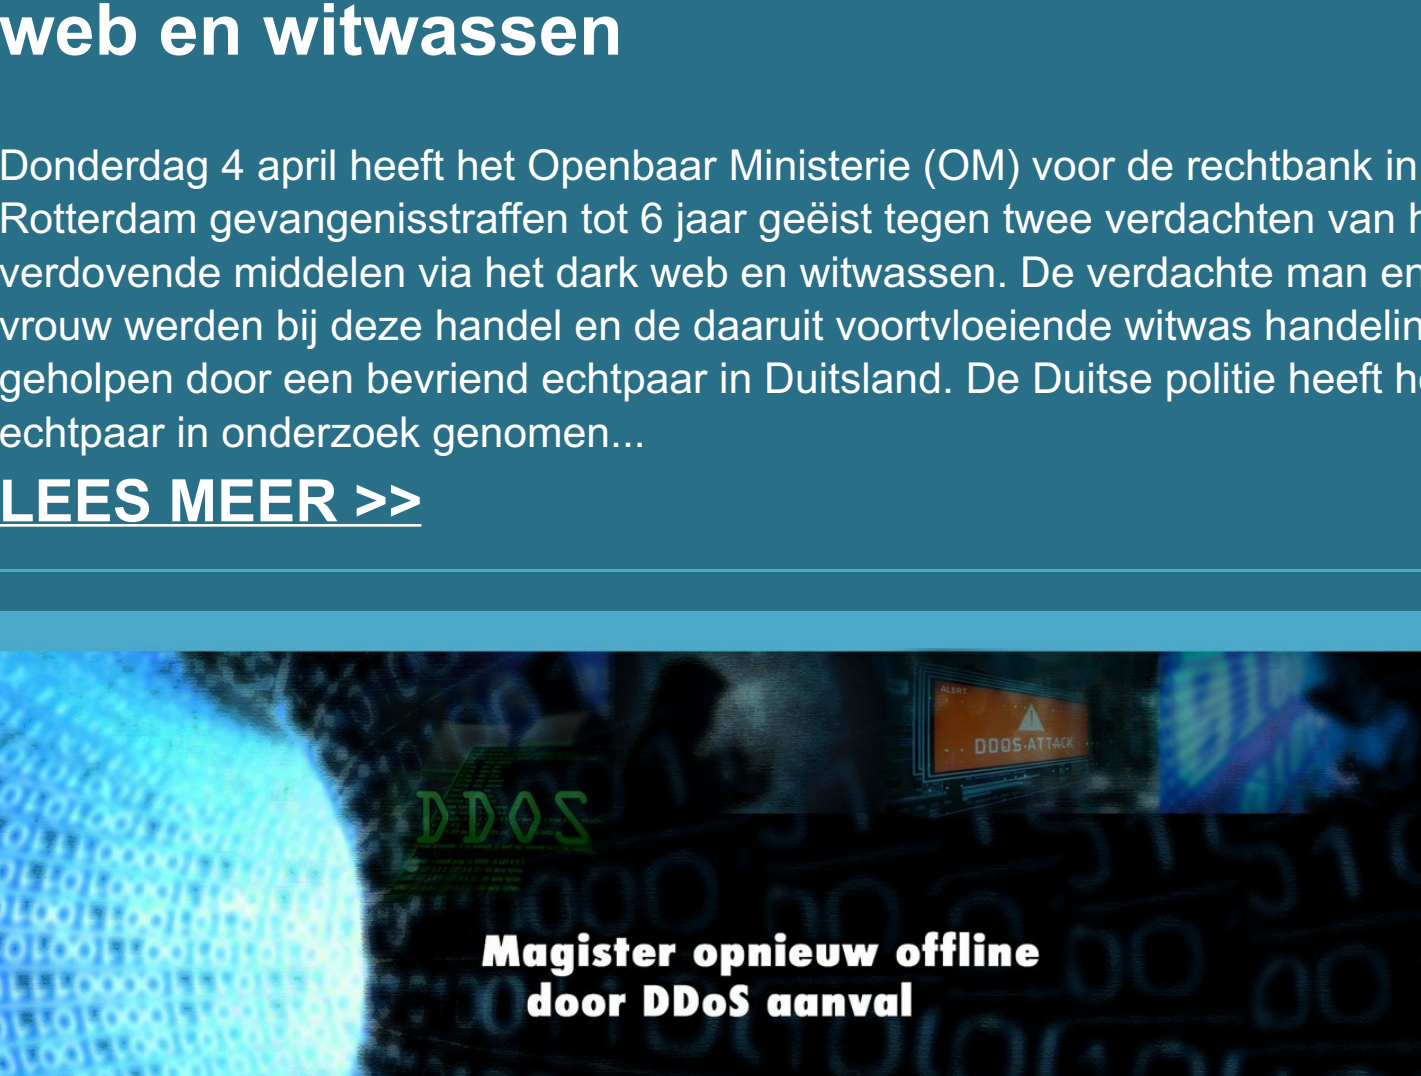 web en witwassen
Donderdag 4 april heeft het Openbaar Ministerie (OM) voor de rechtbank in
Rotterdam gevangenisstraffen tot 6 jaar geëist tegen twee verdachten van
verdovende middelen via het dark web en witwassen. De verdachte man en
vrouw werden bij deze handel en de daaruit voortvloeiende witwas
geholpen door een bevriend echtpaar in Duitsland. De Duitse politie heeft
echtpaar in onderzoek genomen...
LEES MEER >>
ALERT
DDOS-ATTACK
DDOS
Magister opnieuw offline
door DDoS aanval